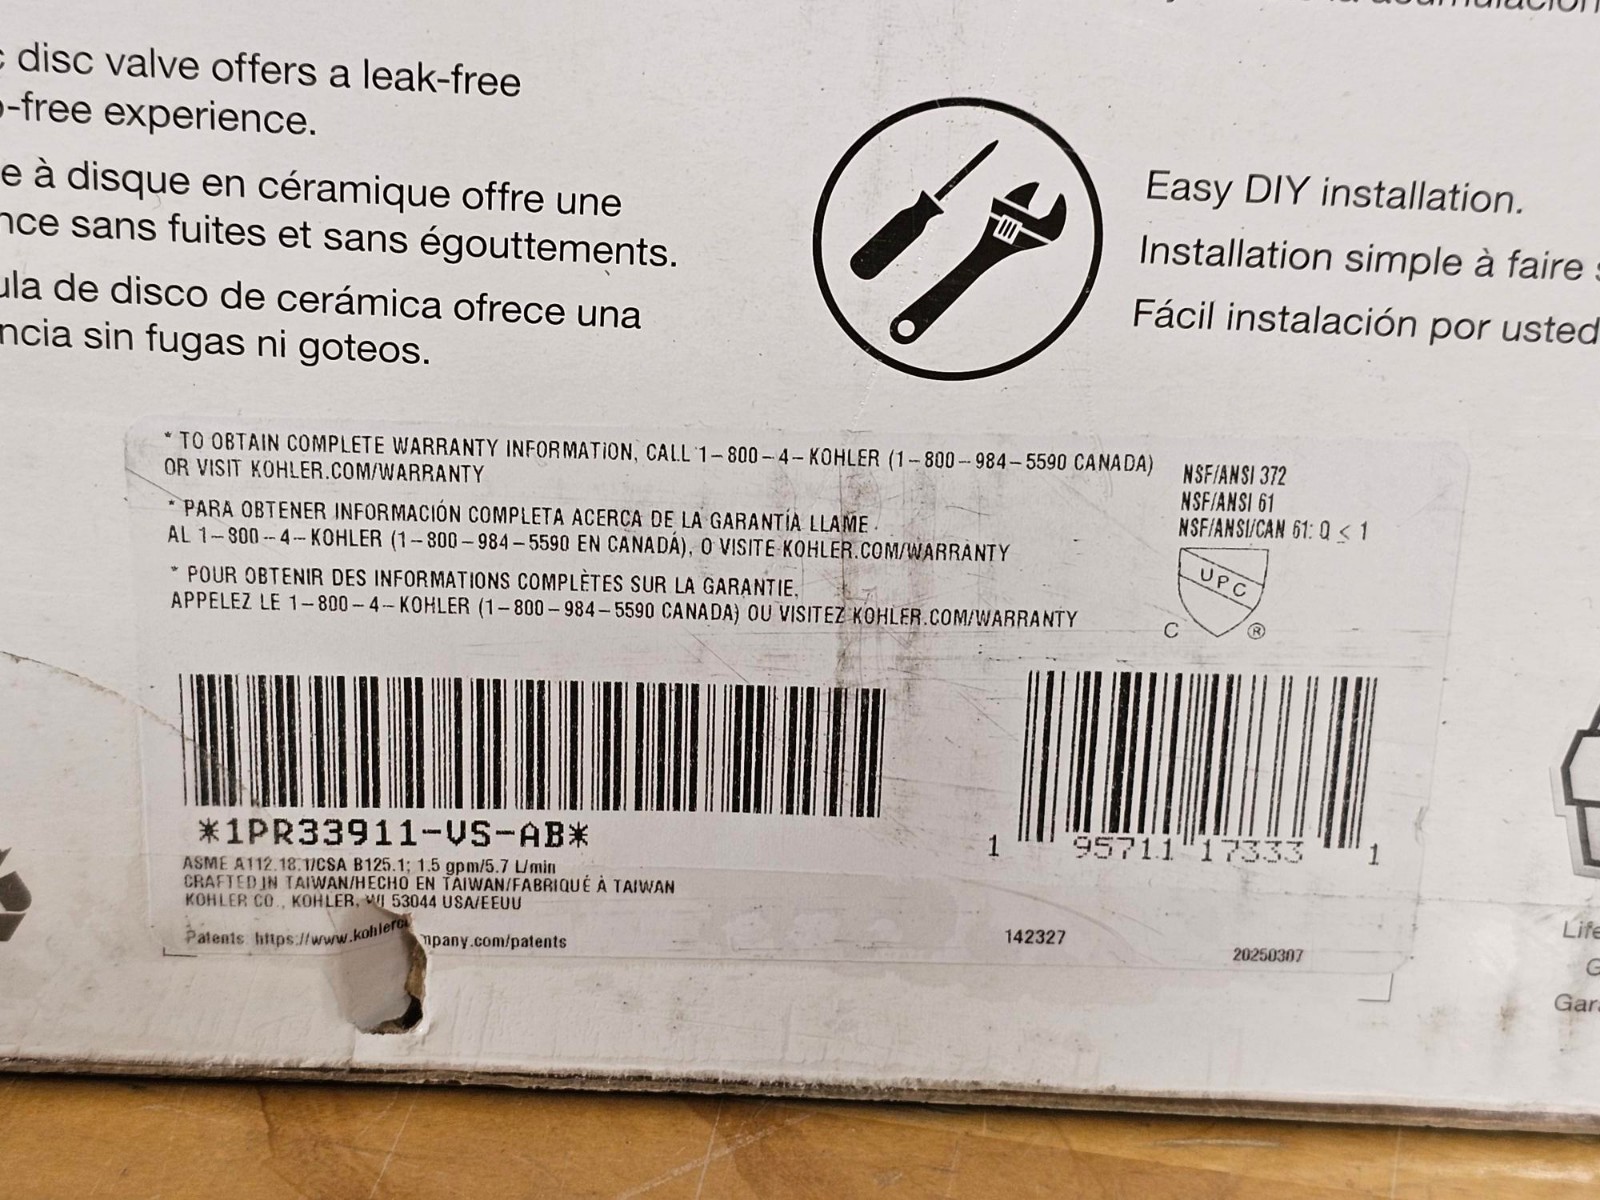 disc valve offers a leak-free
-free experience.
e à disque en céramique offre une
nce sans fuites et sans égouttements.
ula de disco de cerámica ofrece una
ncia sin fugas ni goteos.
Easy DIY installation.
Installation simple à faire
Fácil instalación por usted
* TO OBTAIN COMPLETE WARRANTY INFORMATION, CALL 1-800-4-KOHLER (1-800-984-5590 CANADA)
OR VISIT KOHLER.COM/WARRANTY
* PARA OBTENER INFORMACIÓN COMPLETA ACERCA DE LA GARANTÍA LLAME
AL 1-800-4-KOHLER (1-800-984-5590 EN CANADÁ), O VISITE KOHLER.COM/WARRANTY
* POUR OBTENIR DES INFORMATIONS COMPLÈTES SUR LA GARANTIE,
APPELEZ LE 1-800-4-KOHLER (1-800-984-5590 CANADA) OU VISITEZ KOHLER.COM/WARRANTY
NSF/ANSI 372
NSF/ANSI 61
NSF/ANSI/CAN 61: Q < 1
UPC
C ®
*1PR33911-VS-AB*
1 95711 17333 1
ASME A112.18.1/CSA B125.1; 1.5 gpm/5.7 L/min
CRAFTED IN TAIWAN/HECHO EN TAIWAN/FABRIQUÉ À TAIWAN
KOHLER CO., KOHLER, WI 53044 USA/EEUU
Patents: https://www.kohlerco mpany.com/patents
142327
20250307
Life
G
Gar